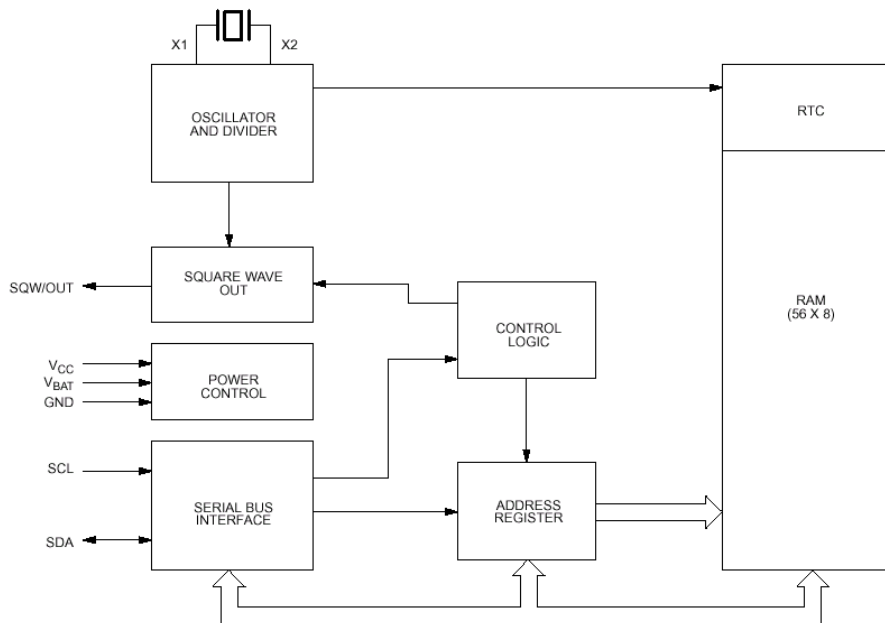 X1
X2
OSCILLATOR
AND DIVIDER
RTC
SQUARE WAVE
OUT
SQW/OUT
CONTROL
LOGIC
RAM
(56 X 8)
VCC
VBAT
GND
POWER
CONTROL
SCL
SERIAL BUS
INTERFACE
ADDRESS
REGISTER
SDA